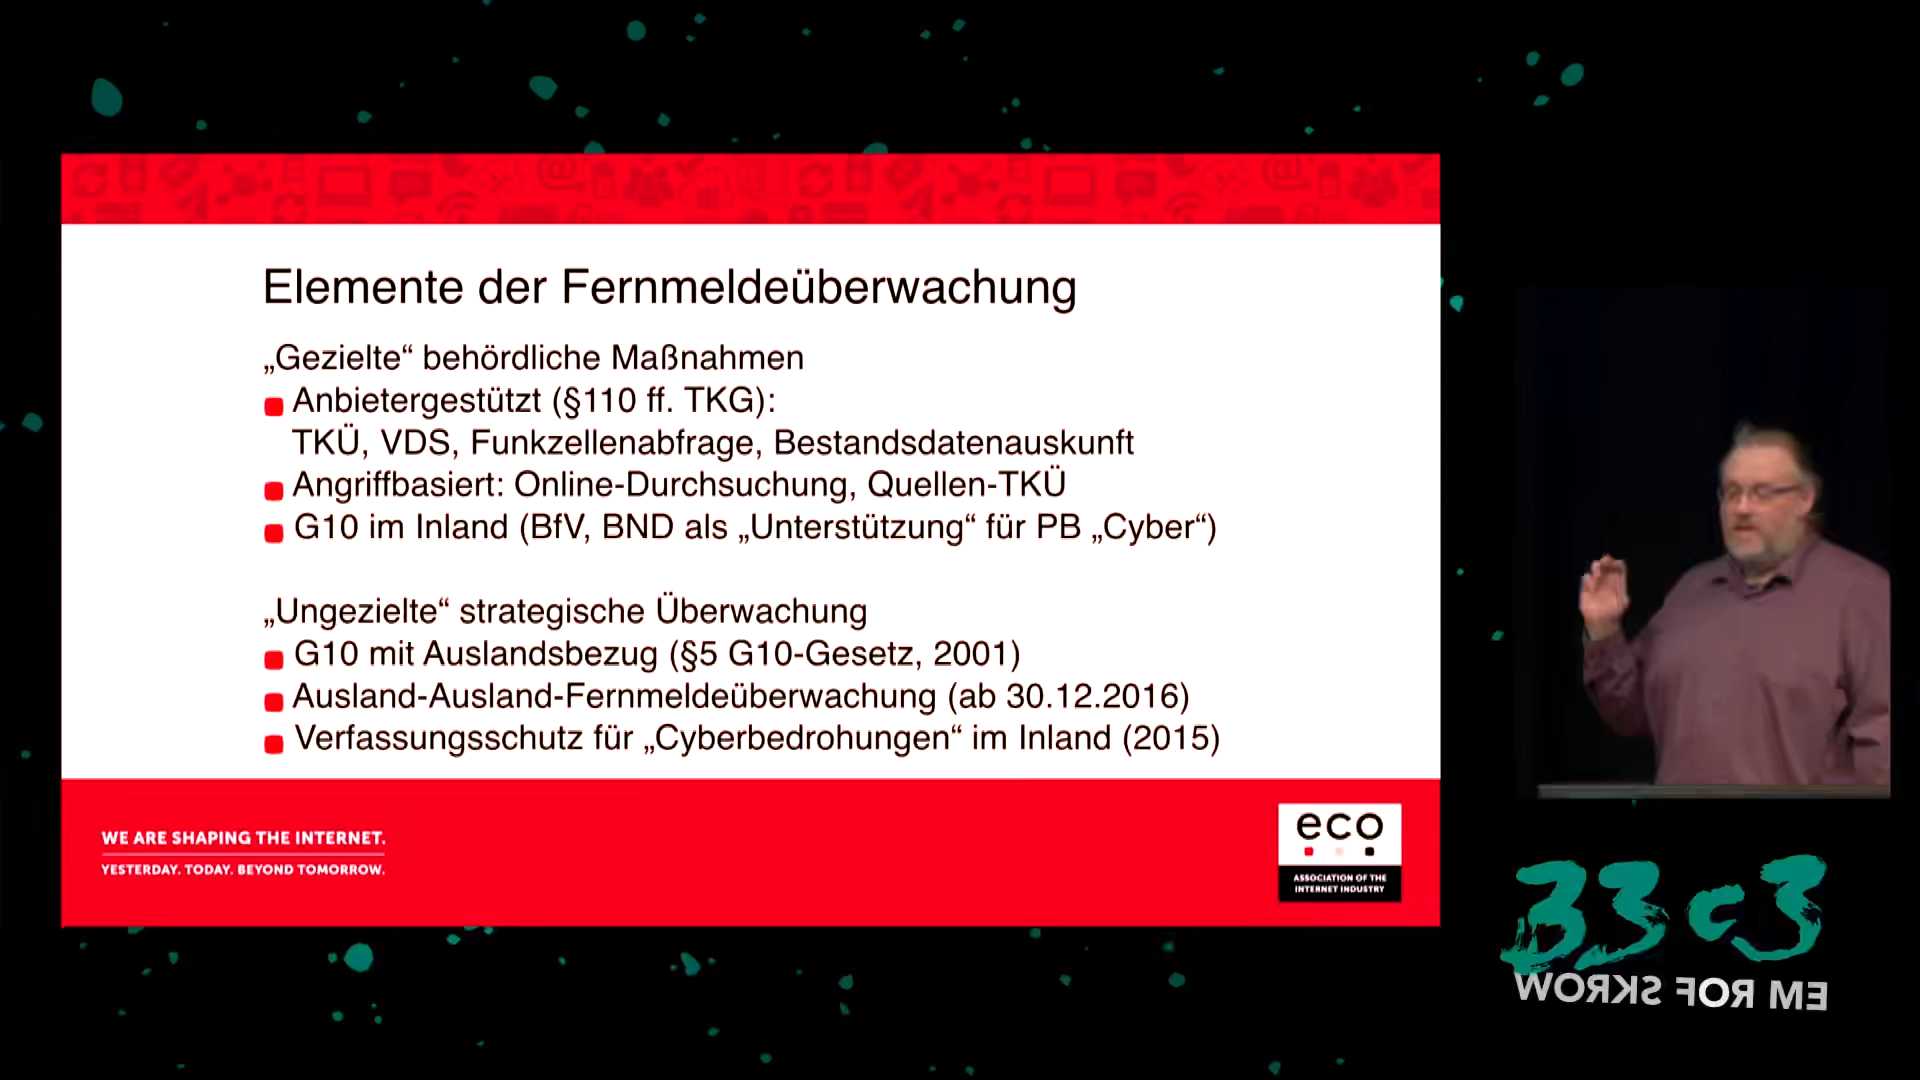 Elemente der Fernmeldeüberwachung
„Gezielte“ behördliche Maßnahmen
Anbietergestützt (§110 ff. TKG):
TKÜ, VDS, Funkzellenabfrage, Bestandsdatenauskunft
Angriffbasiert: Online-Durchsuchung, Quellen-TKÜ
G10 im Inland (BfV, BND als „Unterstützung“ für PB „Cyber“)
„Ungezielte“ strategische Überwachung
G10 mit Auslandsbezug (§5 G10-Gesetz, 2001)
Ausland-Ausland-Fernmeldeüberwachung (ab 30.12.2016)
Verfassungsschutz für „Cyberbedrohungen“ im Inland (2015)
WE ARE SHAPING THE INTERNET.
YESTERDAY. TODAY. BEYOND TOMORROW.
eco
ASSOCIATION OF THE
INTERNET INDUSTRY
33c3
WORKS FOR ME